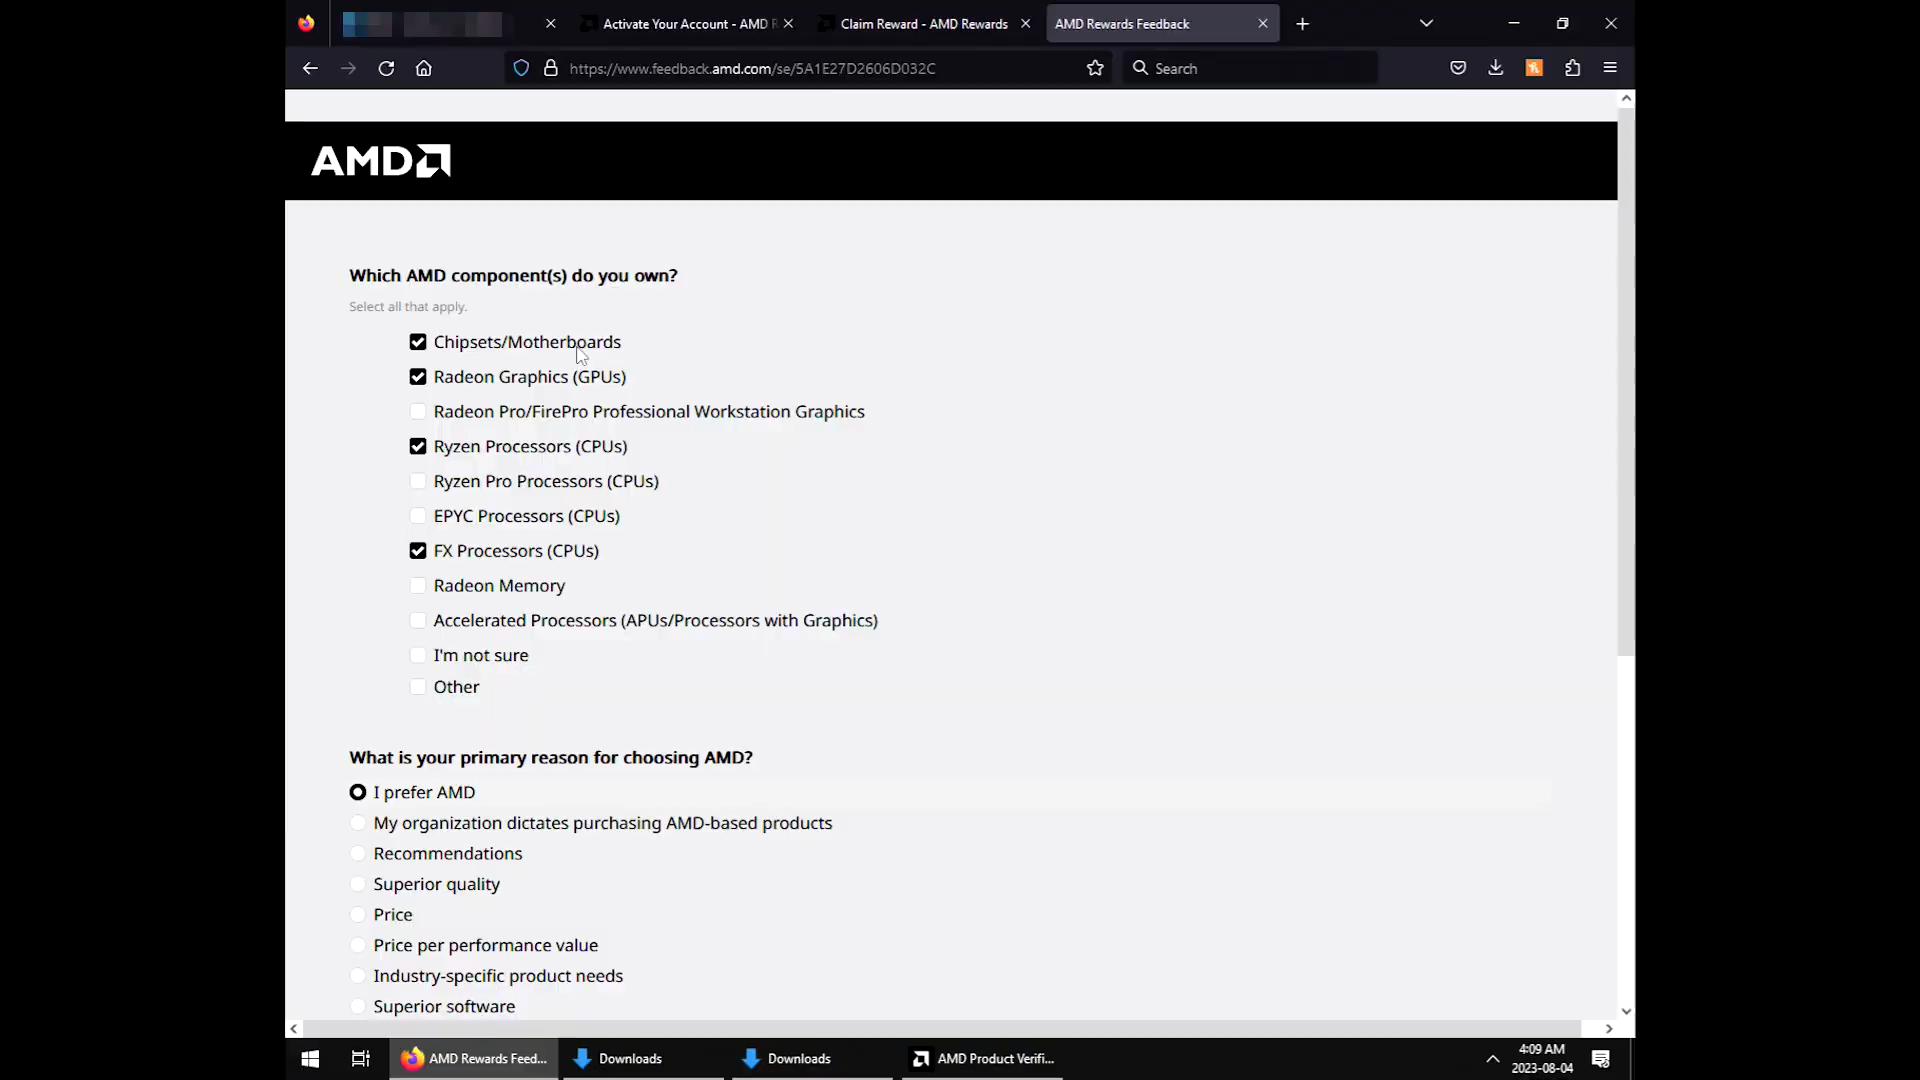 Activate Your Account - AMD R
Claim Reward - AMD Rewards
AMD Rewards Feedback
https://www.feedback.amd.com/se/5A1E27D2606D032C
Search
AMD
Which AMD component(s) do you own?
Select all that apply.
Chipsets/Motherboards
Radeon Graphics (GPUs)
Radeon Pro/FirePro Professional Workstation Graphics
Ryzen Processors (CPUs)
Ryzen Pro Processors (CPUs)
EPYC Processors (CPUs)
FX Processors (CPUs)
Radeon Memory
Accelerated Processors (APUs/Processors with Graphics)
I'm not sure
Other
What is your primary reason for choosing AMD?
I prefer AMD
My organization dictates purchasing AMD-based products
Recommendations
Superior quality
Price
Price per performance value
Industry-specific product needs
Superior software
AMD Rewards Feed...
Downloads
Downloads
AMD Product Verifi...
4:09 AM
2023-08-04